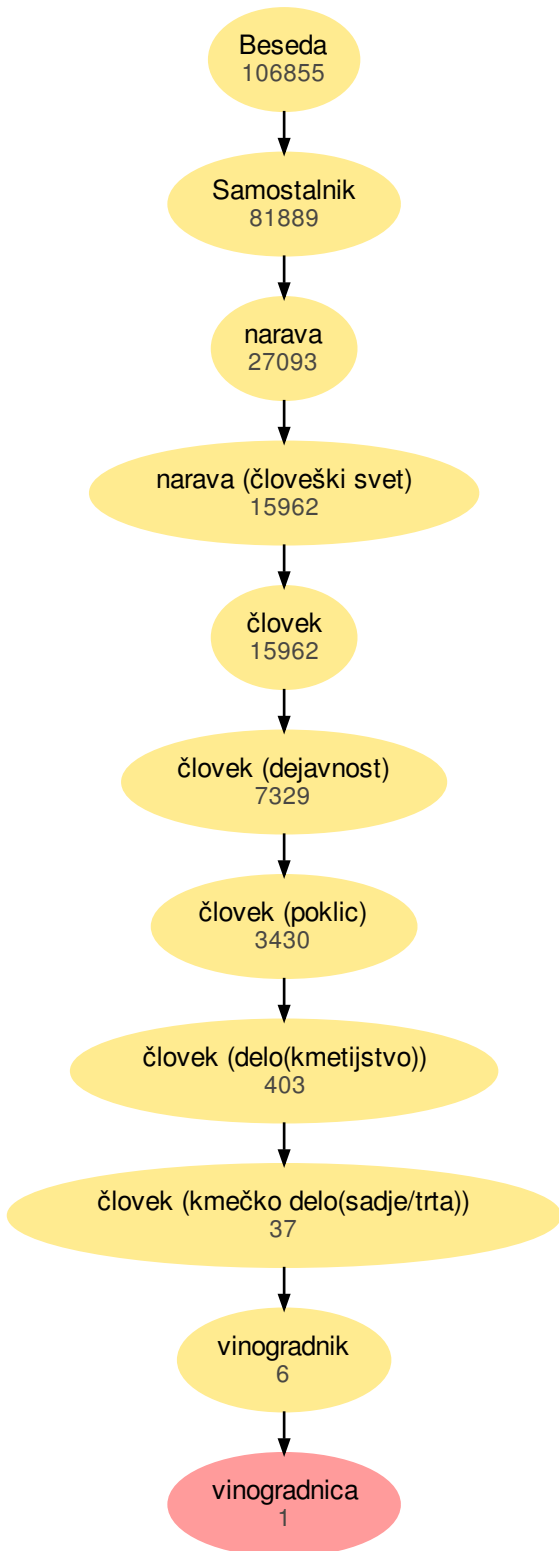 Beseda
106855
Samostalnik
81889
narava
27093
narava (človeški svet)
15962
človek
15962
človek (dejavnost)
7329
človek (poklic)
3430
človek (delo(kmetijstvo))
403
človek (kmečko delo(sadje/trta))
37
vinogradnik
6
vinogradnica
1